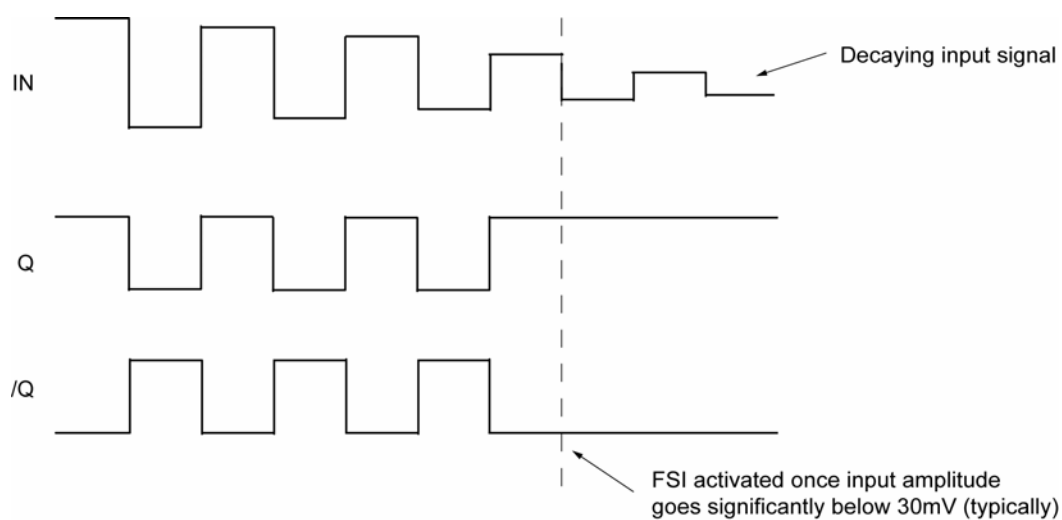 Decaying input signal
IN
Q
/Q
FSI activated once input amplitude
goes significantly below 30mV (typically)